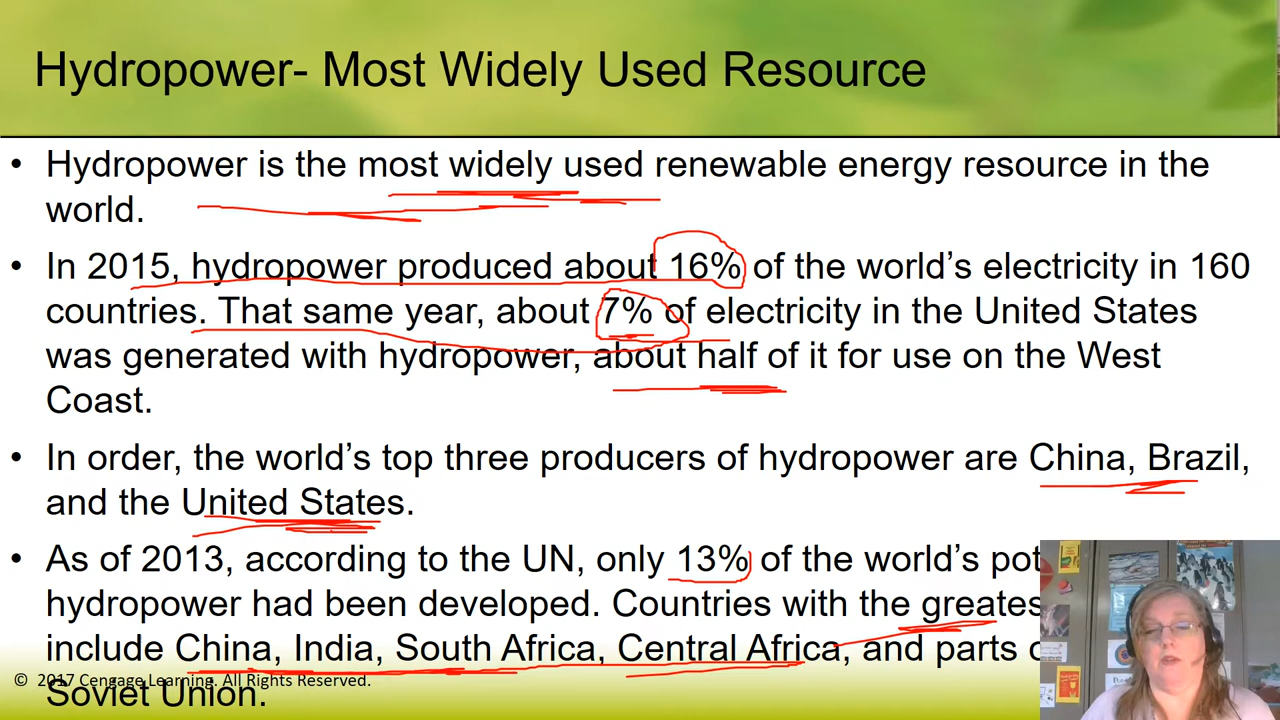 Hydropower- Most Widely Used Resource
• Hydropower is the most widely used renewable energy resource in the
world.
• In 2015, hydropower produced about 16% of the world's electricity in 160
countries. That same year, about 7% of electricity in the United States
was generated with hydropower, about half of it for use on the West
Coast.
• In order, the world's top three producers of hydropower are China, Brazil,
and the United States.
• As of 2013, according to the UN, only 13% of the world's pot
hydropower had been developed. Countries with the greates
include China, India, South Africa, Central Africa, and parts
© 2017 Cengage Learning. All Rights Reserved.
Soviet Union.